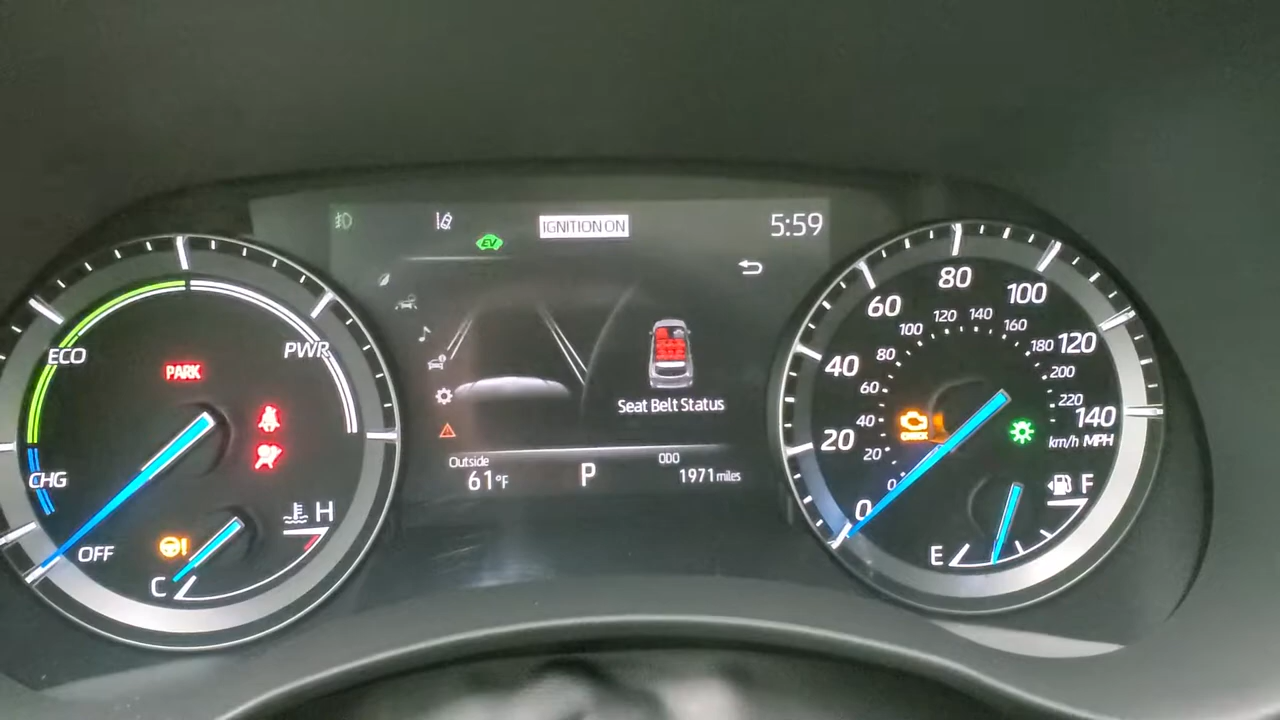 IGNITION ON
5:59
EV
ECO
PWR
PARK
CHG
OFF
C
H
Seat Belt Status
Outside
61°F
P
ODO
1971 miles
0
20
40
60
80
100
120
140
km/h MPH
0
20
40
60
80
100
120
140
160
180
200
220
CHECK
E
F